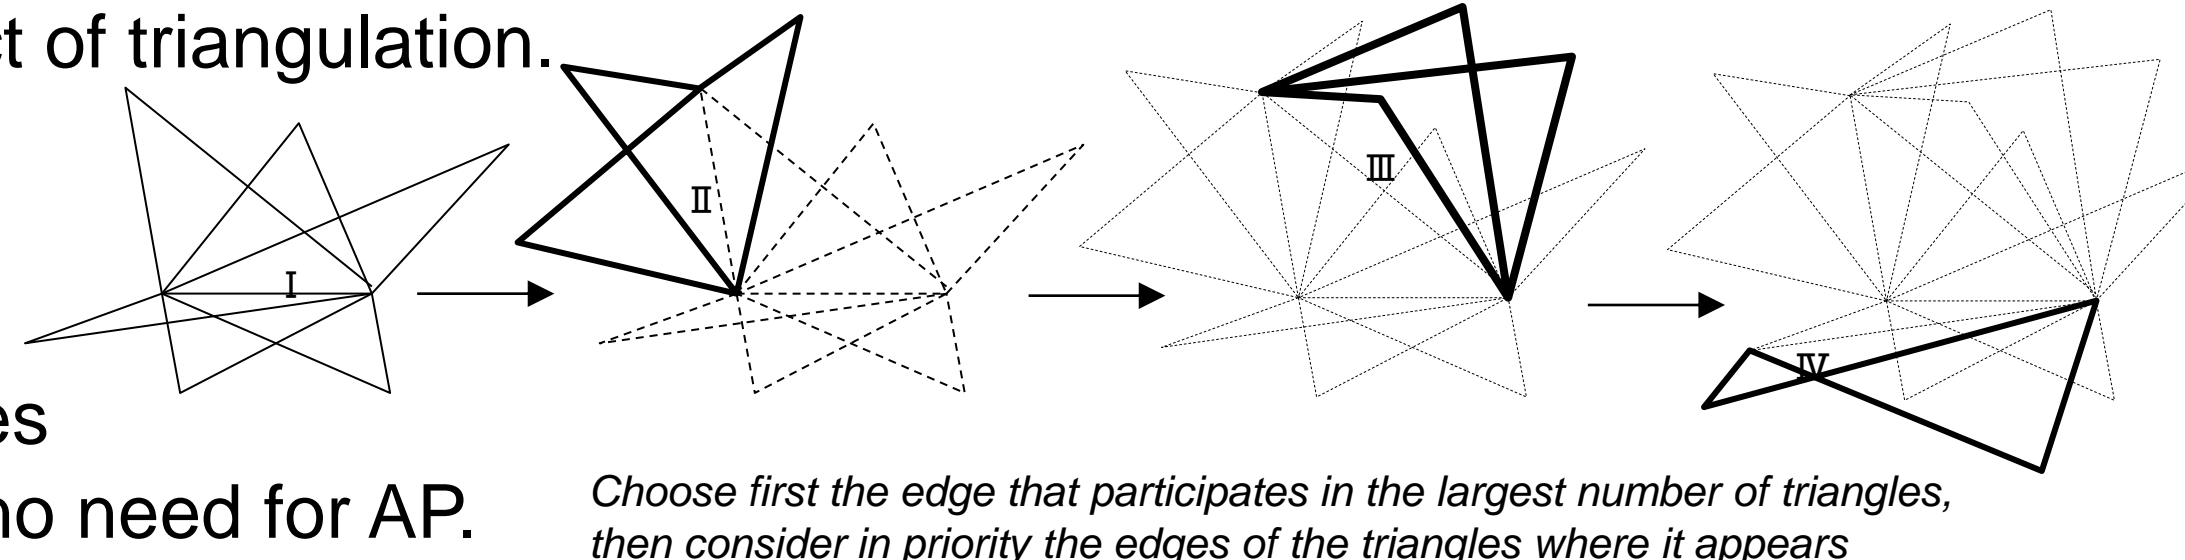 ct of triangulation.
I
II
III
IV
es
no need for AP.
Choose first the edge that participates in the largest number of triangles,
then consider in priority the edges of the triangles where it appears